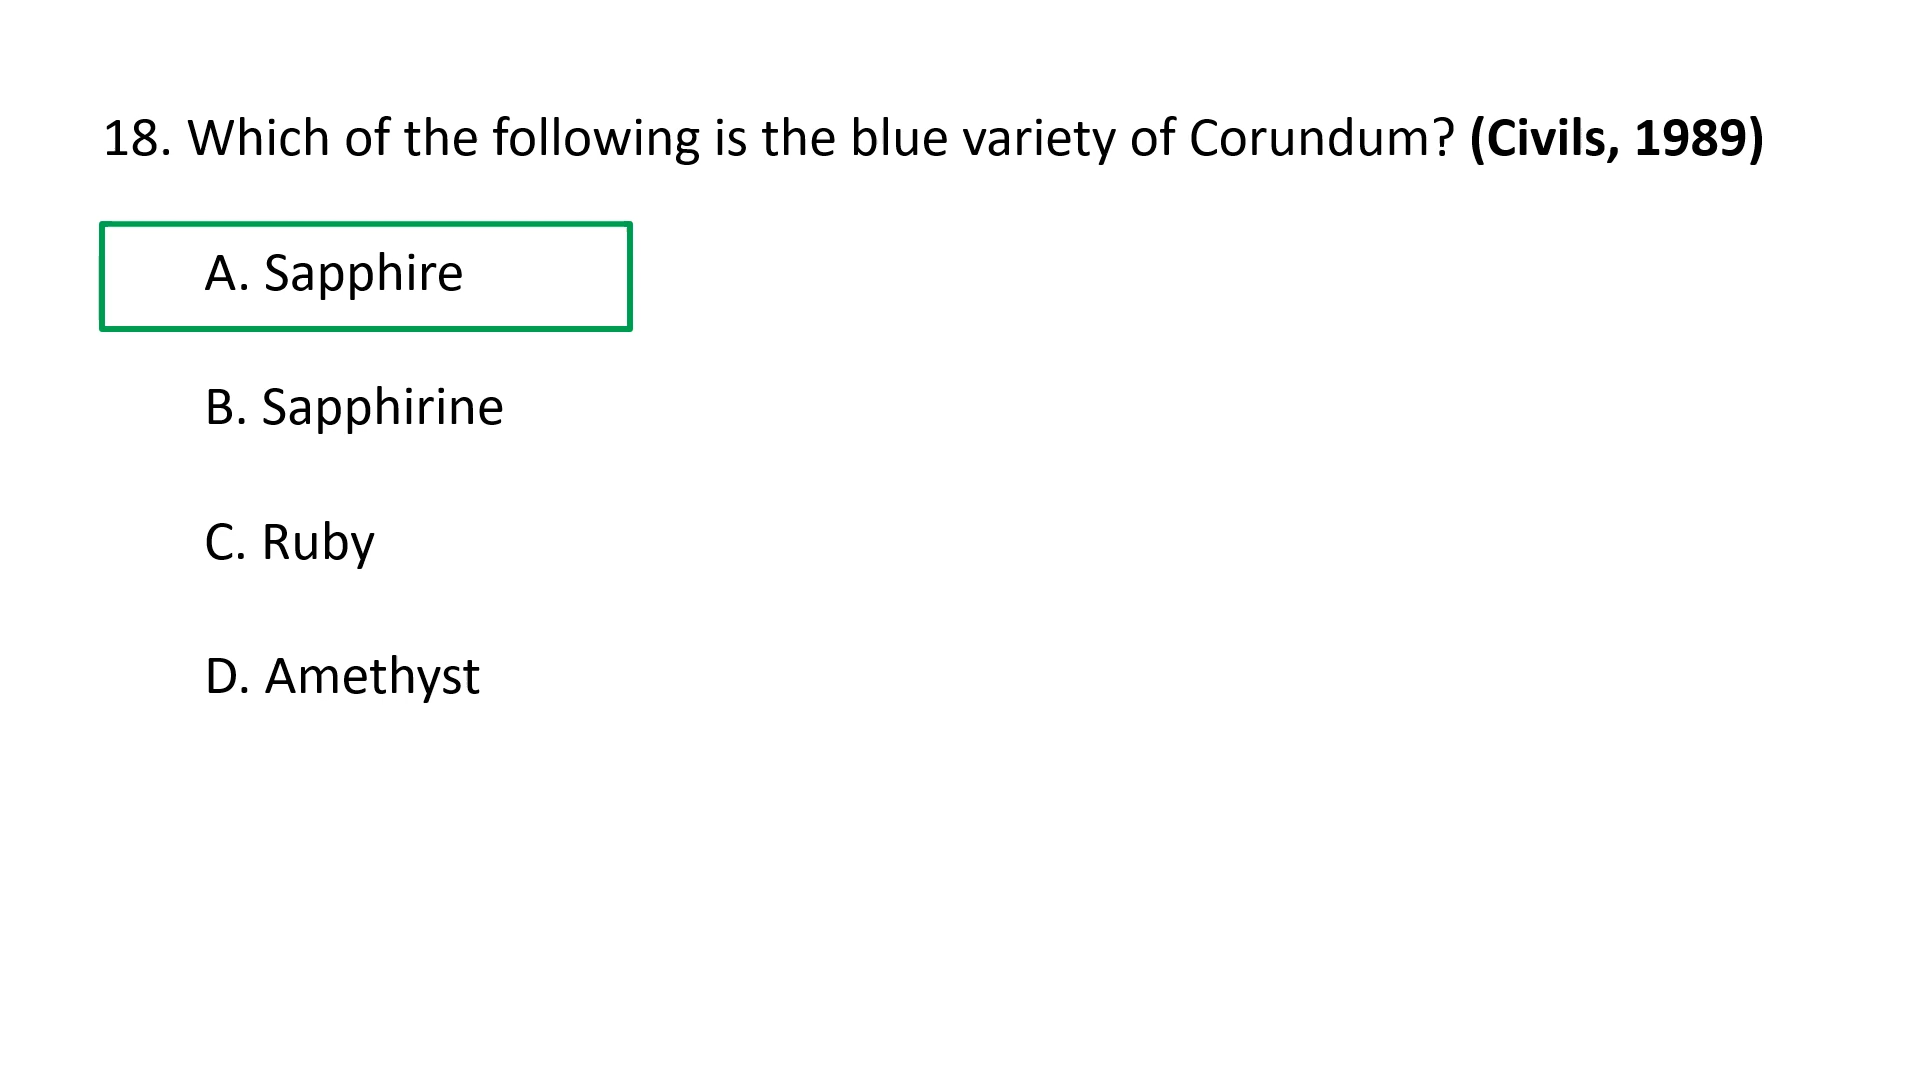 18. Which of the following is the blue variety of Corundum? (Civils, 1989)
A. Sapphire
B. Sapphirine
C. Ruby
D. Amethyst